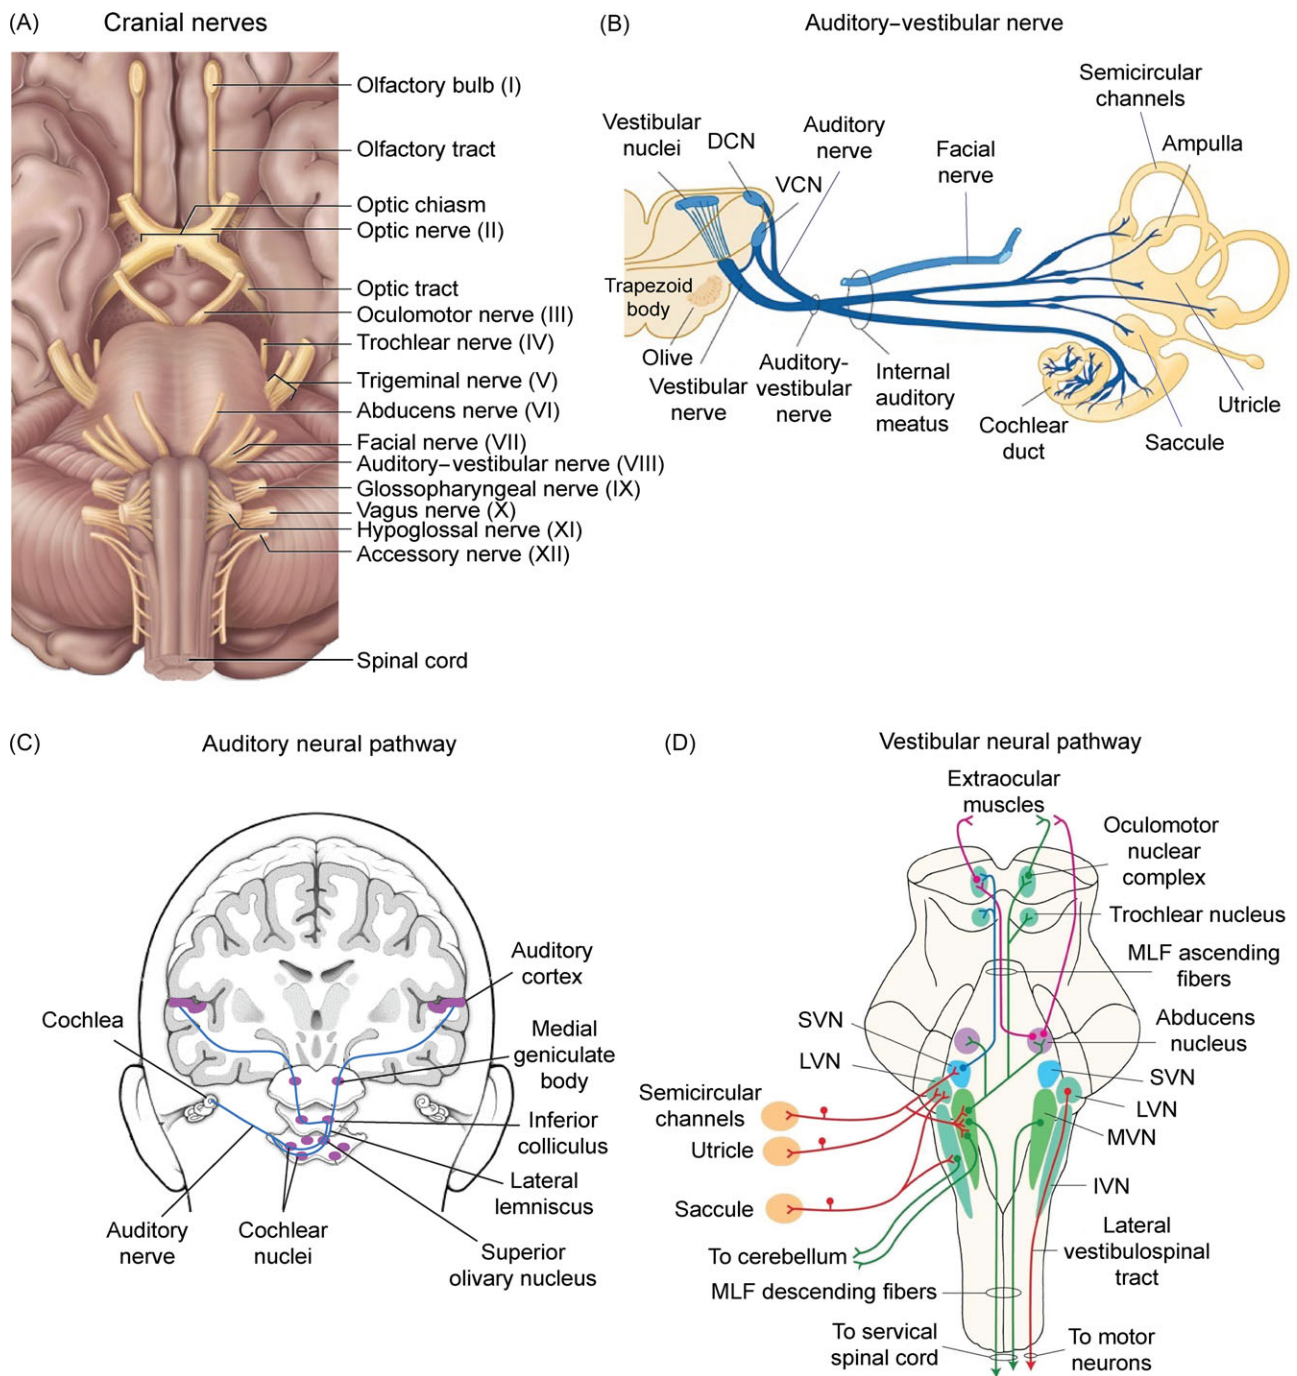 (A)
Cranial nerves
Olfactory bulb (I)
Olfactory tract
Optic chiasm
Optic nerve (II)
Optic tract
Oculomotor nerve (III)
Trochlear nerve (IV)
Trigeminal nerve (V)
Abducens nerve (VI)
Facial nerve (VII)
Auditory–vestibular nerve (VIII)
Glossopharyngeal nerve (IX)
Vagus nerve (X)
Hypoglossal nerve (XI)
Accessory nerve (XII)
Spinal cord
(B)
Auditory–vestibular nerve
Semicircular
channels
Vestibular
nuclei
DCN
Auditory
nerve
VCN
Facial
nerve
Ampulla
Trapezoid
body
Olive
Vestibular
nerve
Auditory-
vestibular
nerve
Internal
auditory
meatus
Cochlear
duct
Saccule
Utricle
(C)
Auditory neural pathway
Cochlea
Auditory
cortex
Medial
geniculate
body
Inferior
colliculus
Lateral
lemniscus
Superior
olivary nucleus
Auditory
nerve
Cochlear
nuclei
(D)
Vestibular neural pathway
Extraocular
muscles
Oculomotor
nuclear
complex
Trochlear nucleus
MLF ascending
fibers
SVN
Abducens
nucleus
LVN
SVN
Semicircular
channels
LVN
MVN
Utricle
IVN
Saccule
Lateral
vestibulospinal
tract
To cerebellum
MLF descending fibers
To servical
spinal cord
To motor
neurons